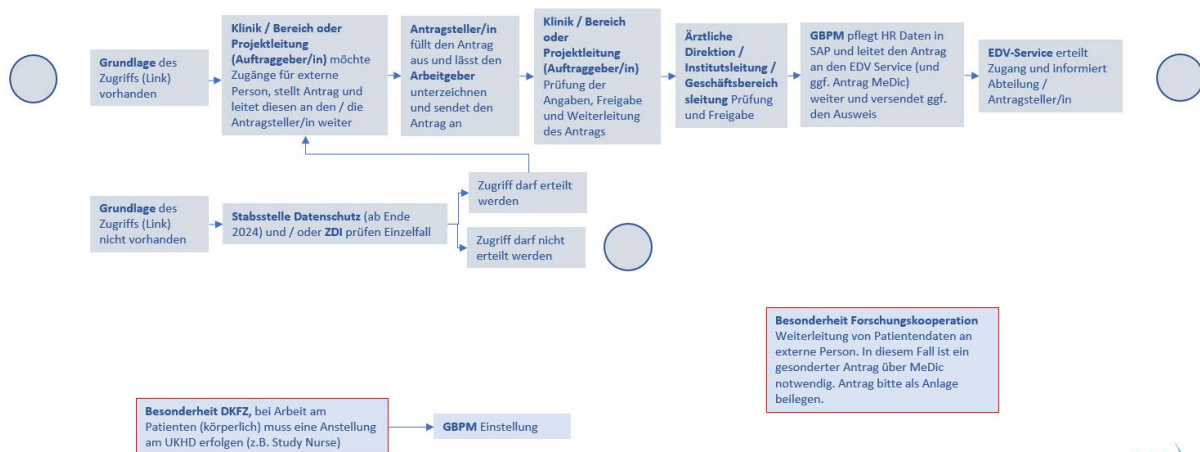 Grundlage des
Zugriffs (Link)
vorhanden
Klinik / Bereich oder
Projektleitung
(Auftraggeber/in) möchte
Zugänge für externe
Person, stellt Antrag und
leitet diesen an den / die
Antragsteller/in weiter
Antragsteller/in
füllt den Antrag
aus und lässt den
Arbeitgeber
unterzeichnen
und sendet den
Antrag an
Klinik / Bereich
oder
Projektleitung
(Auftraggeber/in)
Prüfung der
Angaben, Freigabe
und Weiterleitung
des Antrags
Ärztliche
Direktion /
Institutsleitung /
Geschäftsbereich
sleitung Prüfung
und Freigabe
GBPM pflegt HR Daten in
SAP und leitet den Antrag
an den EDV Service (und
ggf. Antrag MeDic)
weiter und versendet ggf.
den Ausweis
EDV-Service erteilt
Zugang und informiert
Abteilung /
Antragsteller/in
Grundlage des
Zugriffs (Link)
nicht vorhanden
Stabsstelle Datenschutz (ab Ende
2024) und / oder ZDI prüfen Einzelfall
Zugriff darf erteilt
werden
Zugriff darf nicht
erteilt werden
Besonderheit Forschungskooperation
Weiterleitung von Patientendaten an
externe Person. In diesem Fall ist ein
gesonderter Antrag über MeDic
notwendig. Antrag bitte als Anlage
beilegen.
Besonderheit DKFZ, bei Arbeit am
Patienten (körperlich) muss eine Anstellung
am UKHD erfolgen (z.B. Study Nurse)
GBPM Einstellung